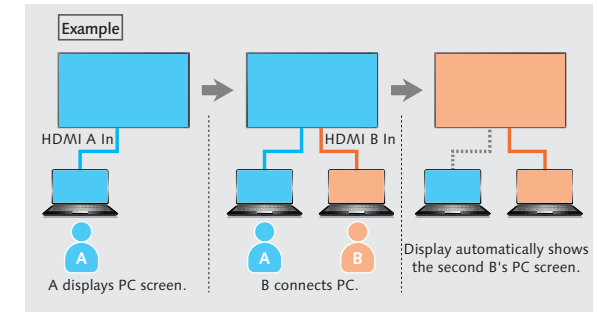 Example
HDMI A In
HDMI B In
A
A
B
A displays PC screen.
B connects PC.
Display automatically shows
the second B's PC screen.